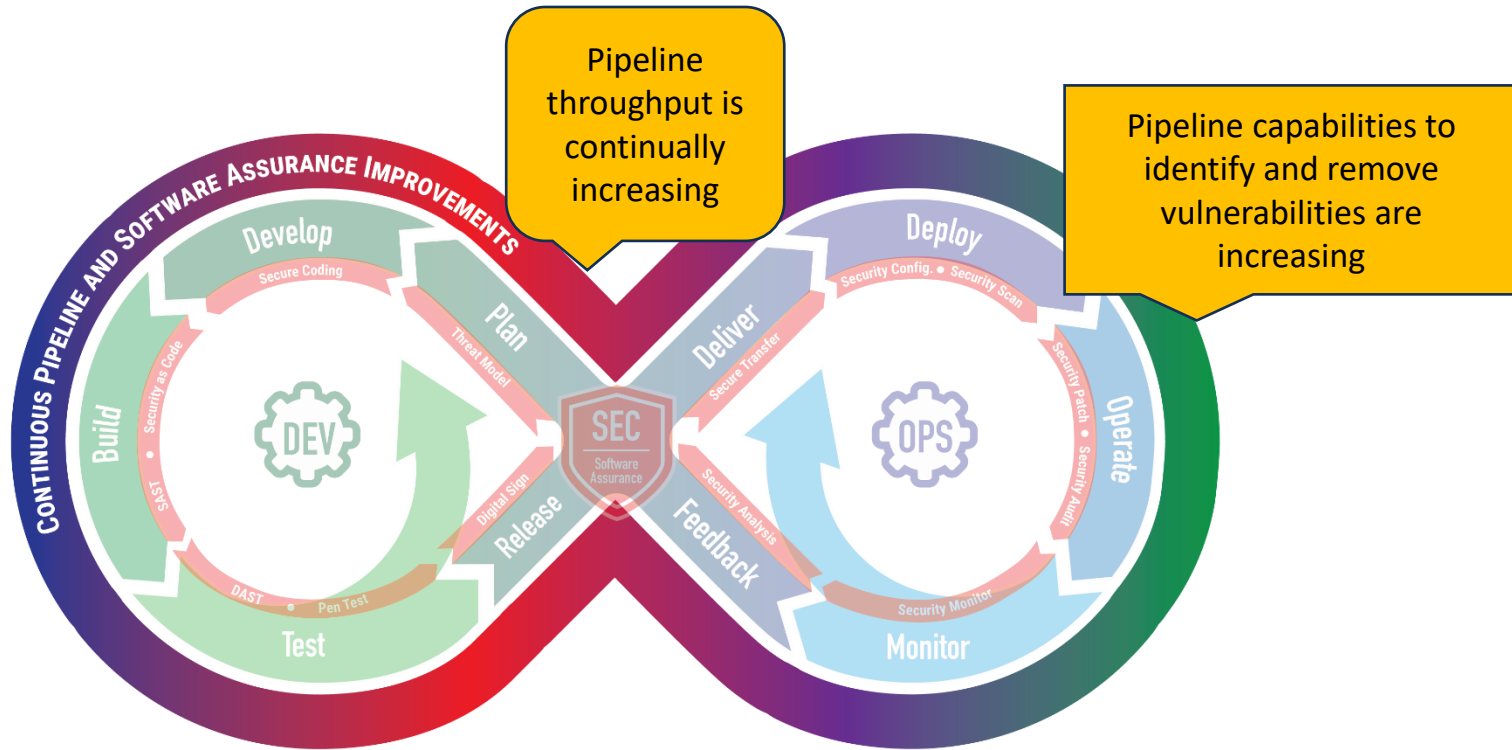 Pipeline
throughput is
continually
increasing
Pipeline capabilities to
identify and remove
vulnerabilities are
increasing
CONTINUOUS PIPELINE AND SOFTWARE ASSURANCE IMPROVEMENTS
Develop
Secure Coding
Plan
Threat Model
Build
SAST • Security as Code
DEV
Test
DAST • Pen Test
Release
Digital Sign
SEC
Software
Assurance
Deliver
Secure Transfer
Deploy
Security Config. • Security Scan
Operate
Security Patch • Security Audit
OPS
Monitor
Security Monitor
Feedback
Security Analysis